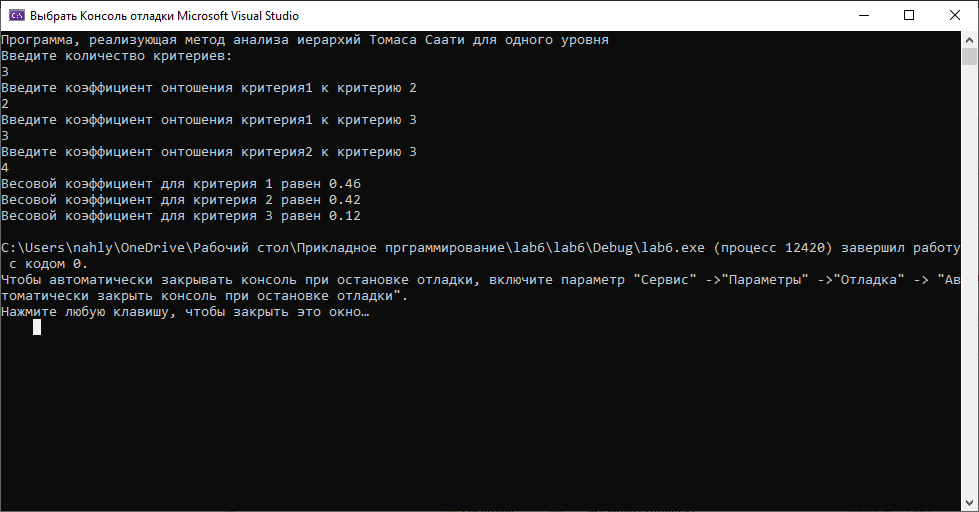 Выбрать Консоль отладки Microsoft Visual Studio
Программа, реализующая метод анализа иерархий Томаса Саати для одного уровня
Введите количество критериев:
3
Введите коэффициент онтошения критерия1 к критерию 2
2
Введите коэффициент онтошения критерия1 к критерию 3
3
Введите коэффициент онтошения критерия2 к критерию 3
4
Весовой коэффициент для критерия 1 равен 0.46
Весовой коэффициент для критерия 2 равен 0.42
Весовой коэффициент для критерия 3 равен 0.12
C:\Users\nahly\OneDrive\Рабочий стол\Прикладное прграммирование\lab6\lab6\Debug\lab6.exe (процесс 12420) завершил работу
с кодом 0.
Чтобы автоматически закрывать консоль при остановке отладки, включите параметр "Сервис" ->"Параметры" ->"Отладка" -> "Ав
томатически закрыть консоль при остановке отладки".
Нажмите любую клавишу, чтобы закрыть это окно…